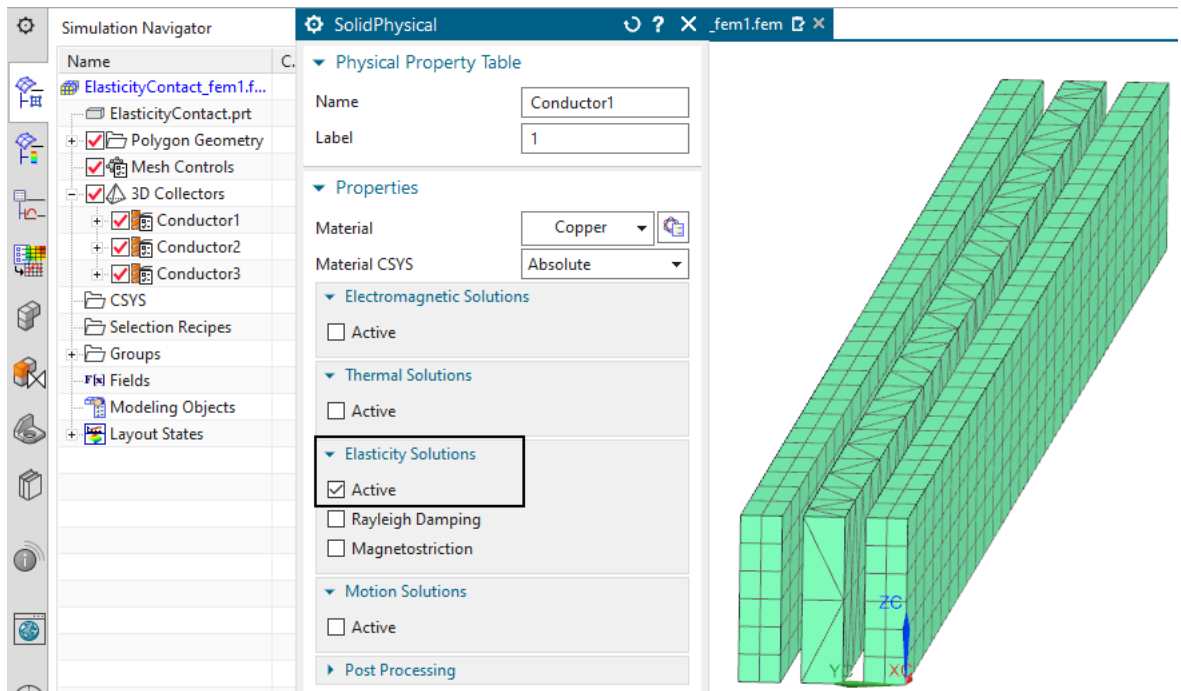 Simulation Navigator
Name C.
ElasticityContact_fem1.f...
ElasticityContact.prt
Polygon Geometry
Mesh Controls
3D Collectors
Conductor1
Conductor2
Conductor3
CSYS
Selection Recipes
Groups
F(x) Fields
Modeling Objects
Layout States
SolidPhysical
Physical Property Table
Name Conductor1
Label 1
Properties
Material Copper
Material CSYS Absolute
Electromagnetic Solutions
Active
Thermal Solutions
Active
Elasticity Solutions
Active
Rayleigh Damping
Magnetostriction
Motion Solutions
Active
Post Processing
_fem1.fem
ZC
XC